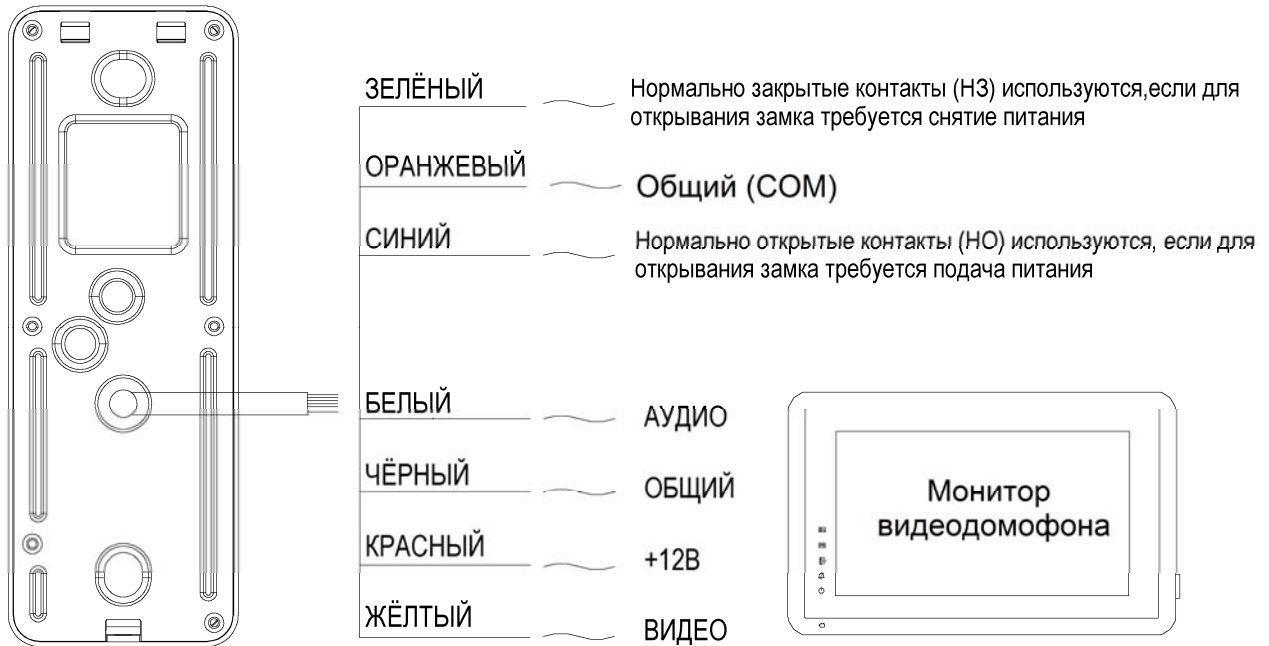 ЗЕЛЁНЫЙ
Нормально закрытые контакты (НЗ) используются,если для
открывания замка требуется снятие питания
ОРАНЖЕВЫЙ
Общий (COM)
СИНИЙ
Нормально открытые контакты (НО) используются, если для
открывания замка требуется подача питания
БЕЛЫЙ
АУДИО
ЧЁРНЫЙ
ОБЩИЙ
КРАСНЫЙ
+12В
ЖЁЛТЫЙ
ВИДЕО
Монитор
видеодомофона